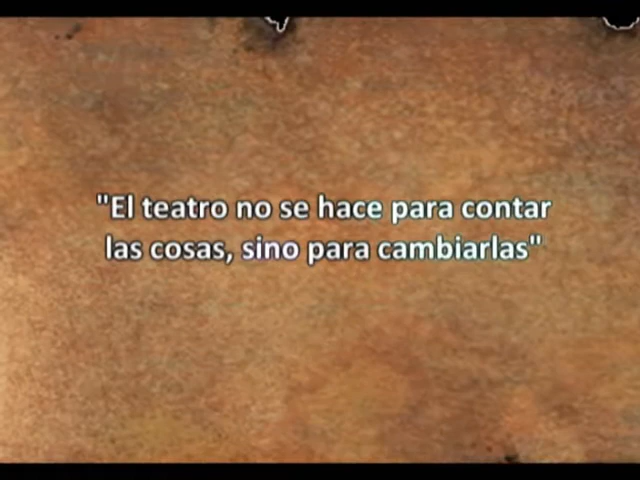 "El teatro no se hace para contar
las cosas, sino para cambiarlas"